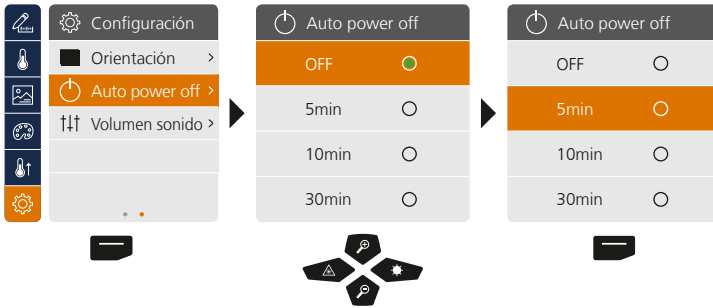 Configuración
Orientación
Auto power off
Volumen sonido
Auto power off
OFF
5min
10min
30min
Auto power off
OFF
5min
10min
30min